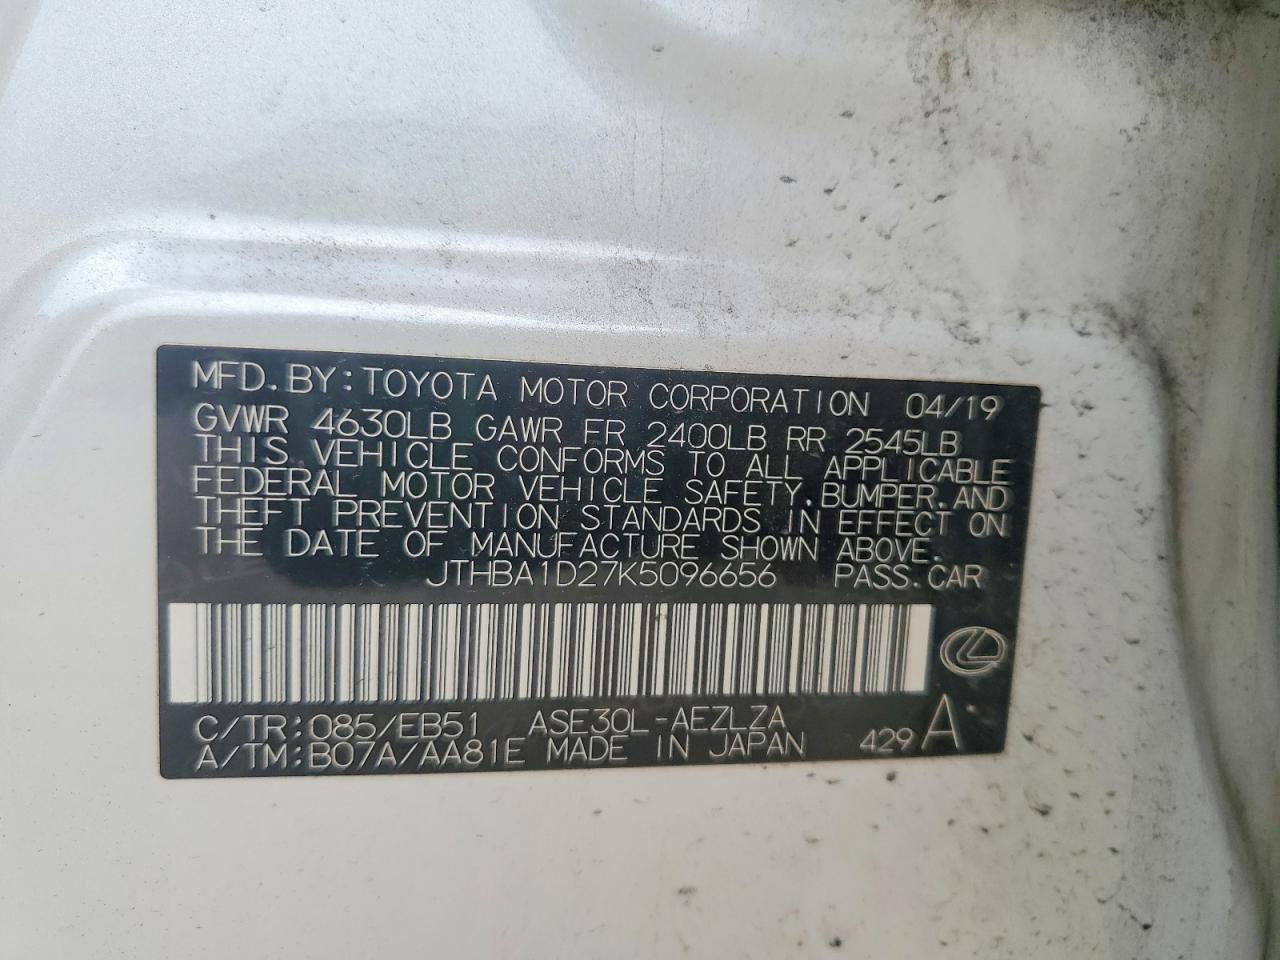 MFD.BY:TOYOTA MOTOR CORPORATION 04/19
GVWR 4630LB GAWR FR 2400LB RR 2545LB
THIS VEHICLE CONFORMS TO ALL APPLICABLE
FEDERAL MOTOR VEHICLE SAFETY,BUMPER,AND
THEFT PREVENTION STANDARDS IN EFFECT ON
THE DATE OF MANUFACTURE SHOWN ABOVE.
JTHBA1D27K5096656 PASS.CAR
C/TR:085/EB51 ASE30L-AEZLZA
A/TM:B07A/AA81E MADE IN JAPAN 429 A